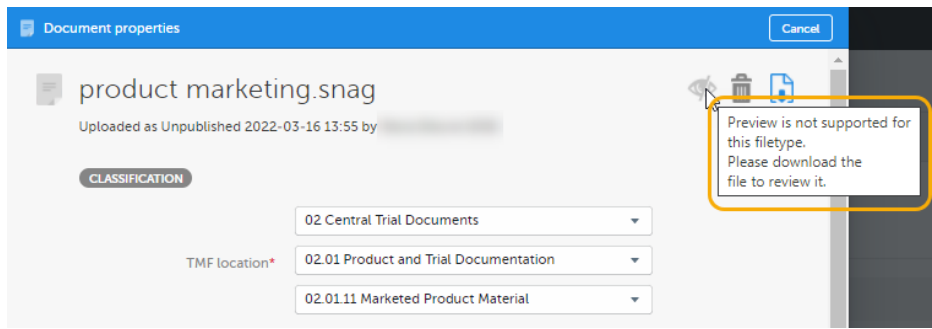 Document properties
Cancel
product marketing.snag
Uploaded as Unpublished 2022-03-16 13:55 by
Preview is not supported for
this filetype.
Please download the
file to review it.
CLASSIFICATION
02 Central Trial Documents
TMF location*
02.01 Product and Trial Documentation
02.01.11 Marketed Product Material